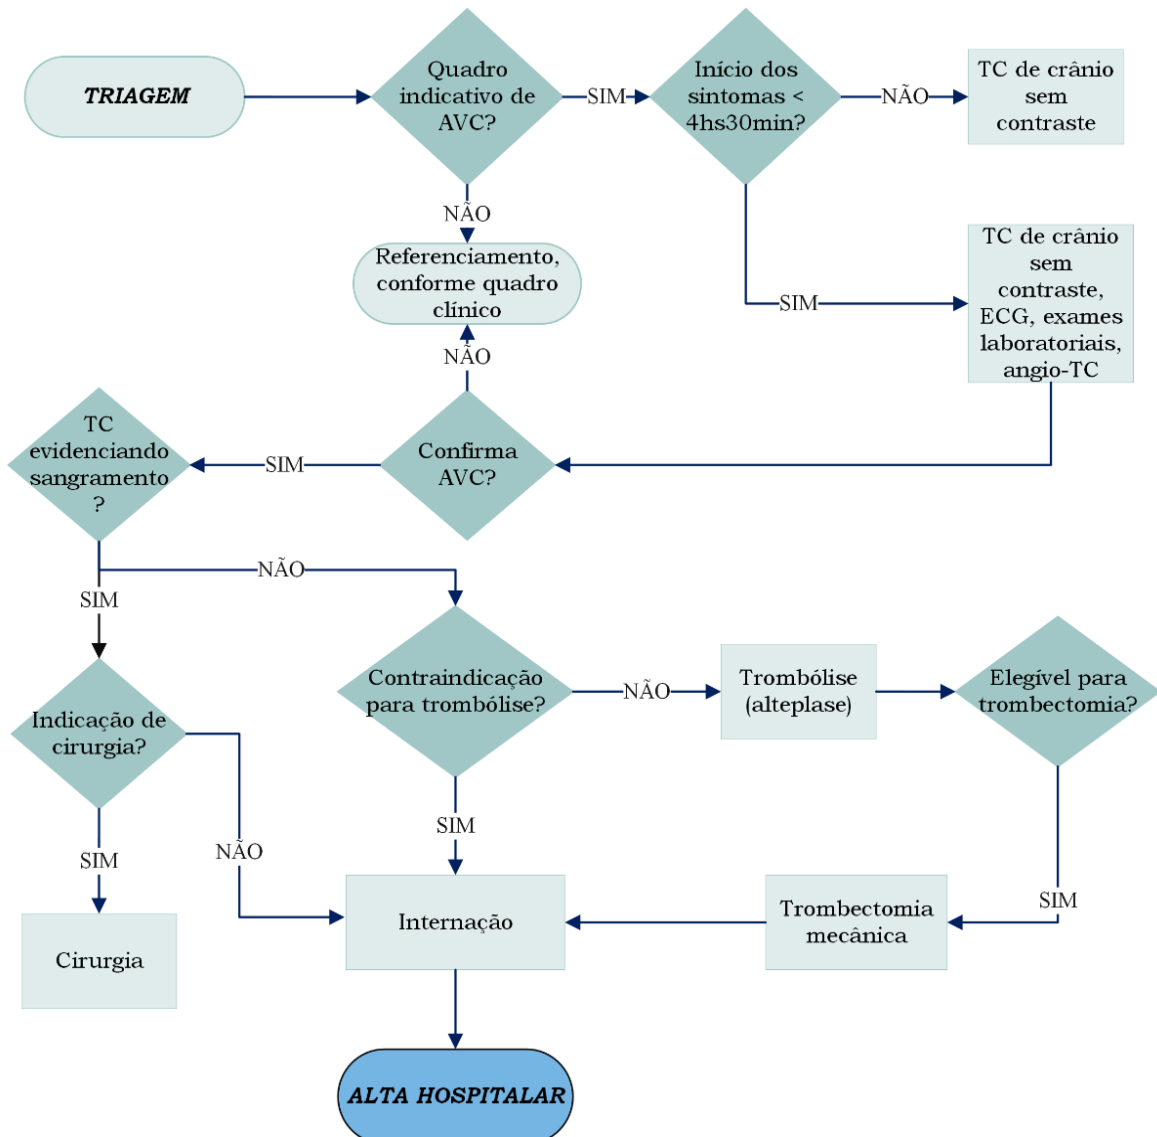 TRIAGEM
Quadro
indicativo de
AVC?
SIM
Início dos
sintomas <
4hs30min?
NÃO
TC de crânio
sem
contraste
NÃO
Referenciamento,
conforme quadro
clínico
SIM
TC de crânio
sem
contraste,
ECG, exames
laboratoriais,
angio-TC
NÃO
Confirma
AVC?
SIM
TC
evidenciando
sangramento
?
NÃO
SIM
Indicação de
cirurgia?
Contraindicação
para trombólise?
NÃO
Trombólise
(alteplase)
Elegível para
trombectomia?
SIM
NÃO
SIM
SIM
Cirurgia
Internação
Trombectomia
mecânica
ALTA HOSPITALAR